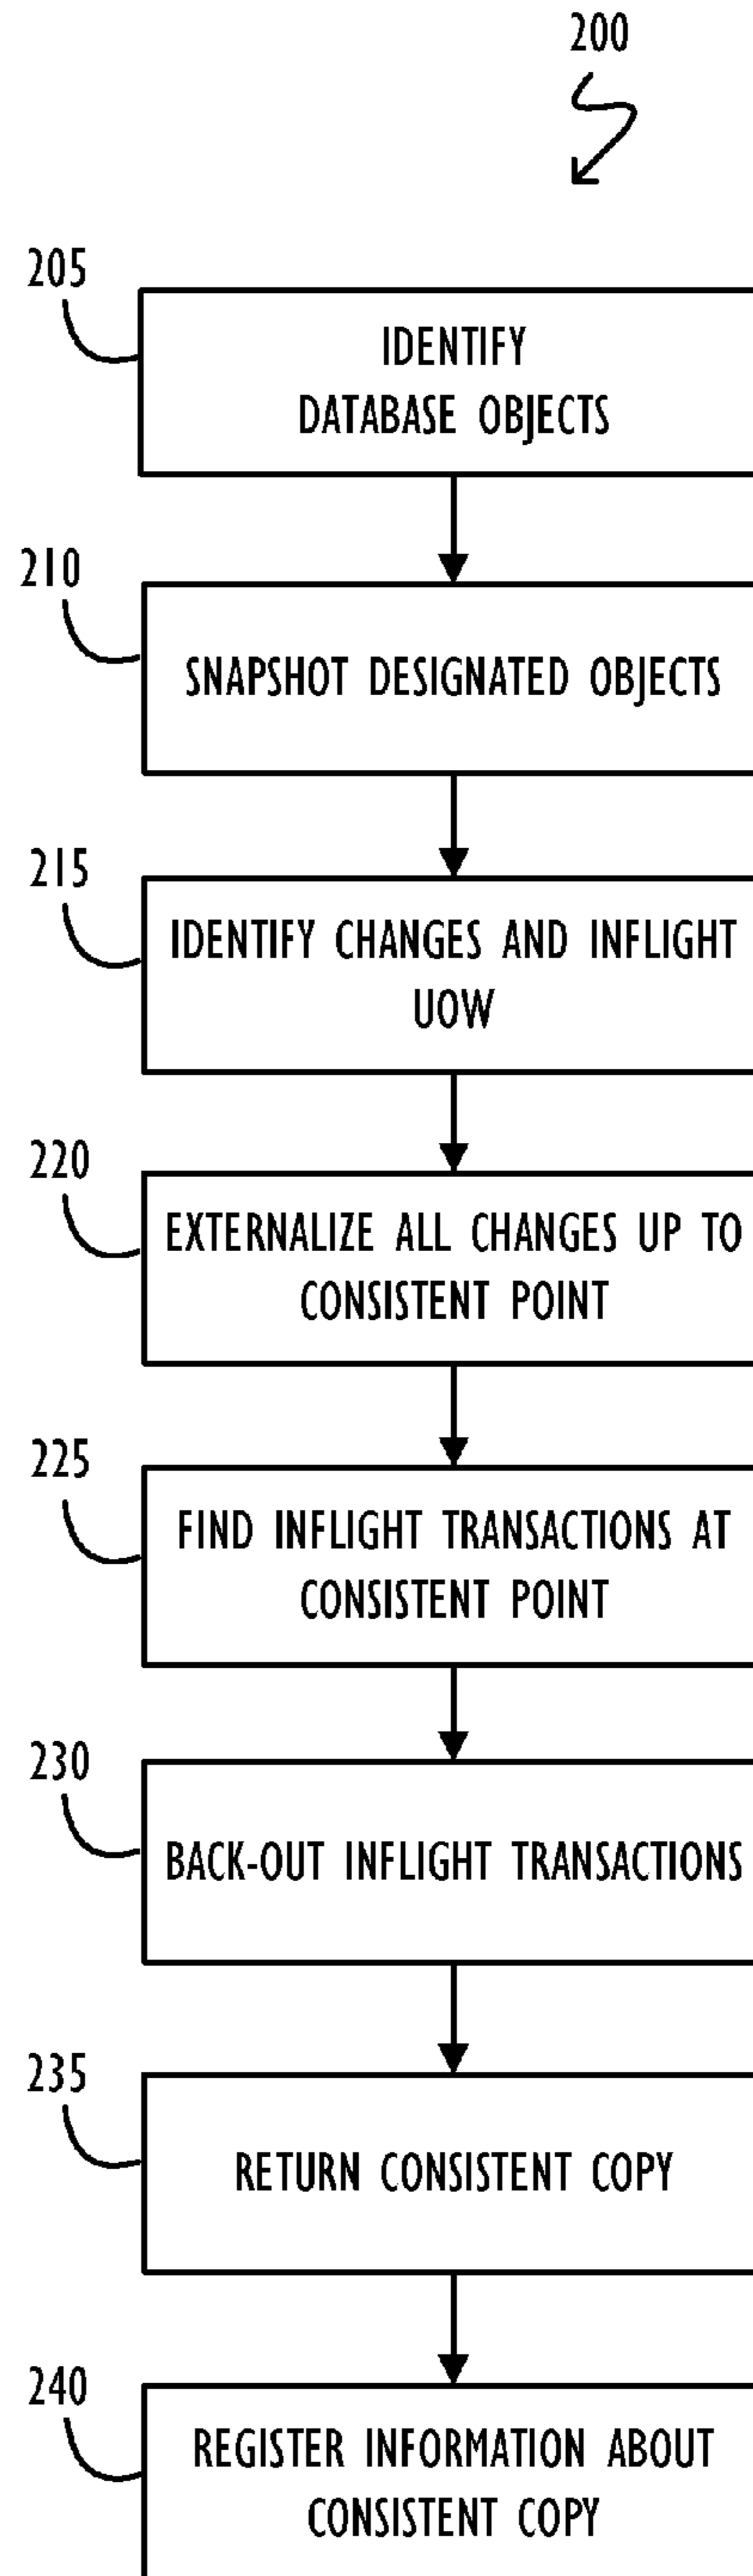 200
205
IDENTIFY
DATABASE OBJECTS
210
SNAPSHOT DESIGNATED OBJECTS
215
IDENTIFY CHANGES AND INFLIGHT
UOW
220
EXTERNALIZE ALL CHANGES UP TO
CONSISTENT POINT
225
FIND INFLIGHT TRANSACTIONS AT
CONSISTENT POINT
230
BACK-OUT INFLIGHT TRANSACTIONS
235
RETURN CONSISTENT COPY
240
REGISTER INFORMATION ABOUT
CONSISTENT COPY